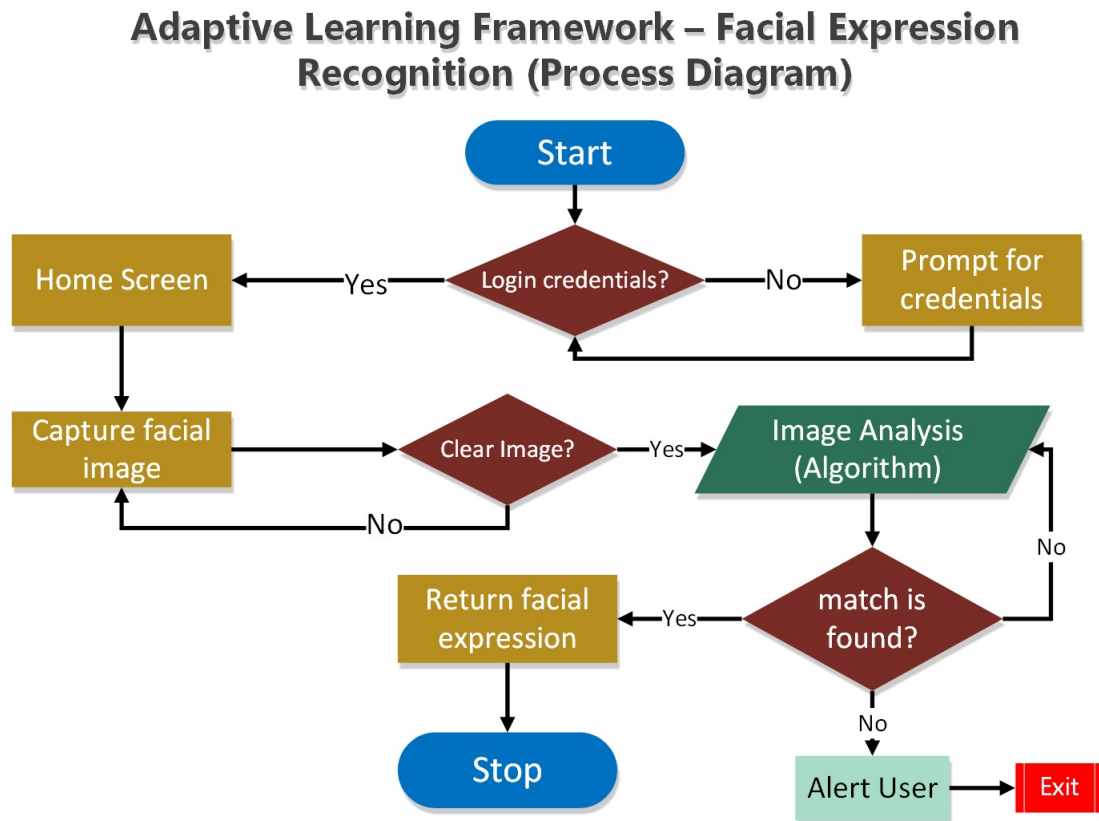 Adaptive Learning Framework – Facial Expression
Recognition (Process Diagram)
Start
Home Screen
Yes
Login credentials?
No
Prompt for
credentials
Capture facial
image
Clear Image?
Yes
Image Analysis
(Algorithm)
No
No
Return facial
expression
Yes
match is
found?
No
Stop
Alert User
Exit